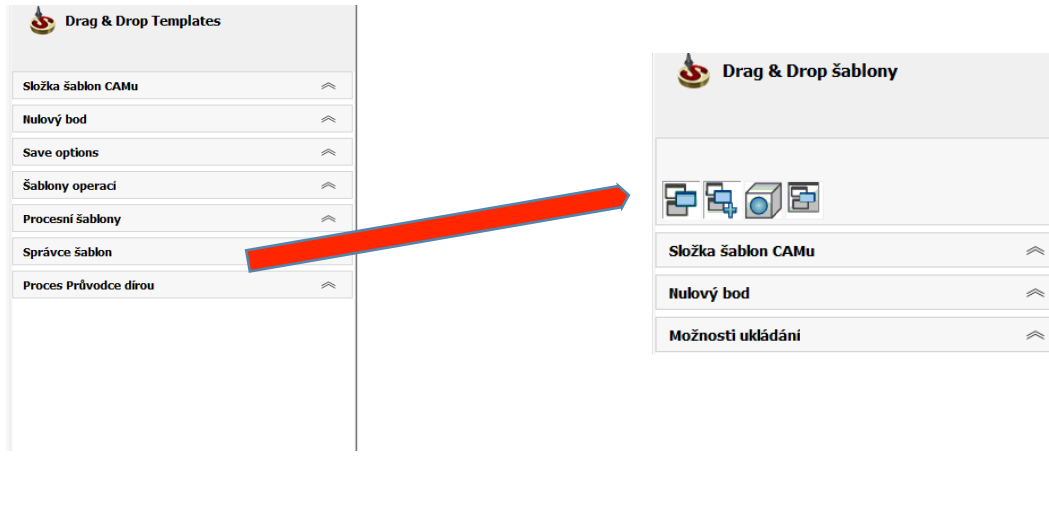 Drag & Drop Templates
Složka šablon CAMu
Nulový bod
Save options
Šablony operací
Procesní šablony
Správce šablon
Proces Průvodce dírou
Drag & Drop šablony
Složka šablon CAMu
Nulový bod
Možnosti ukládání